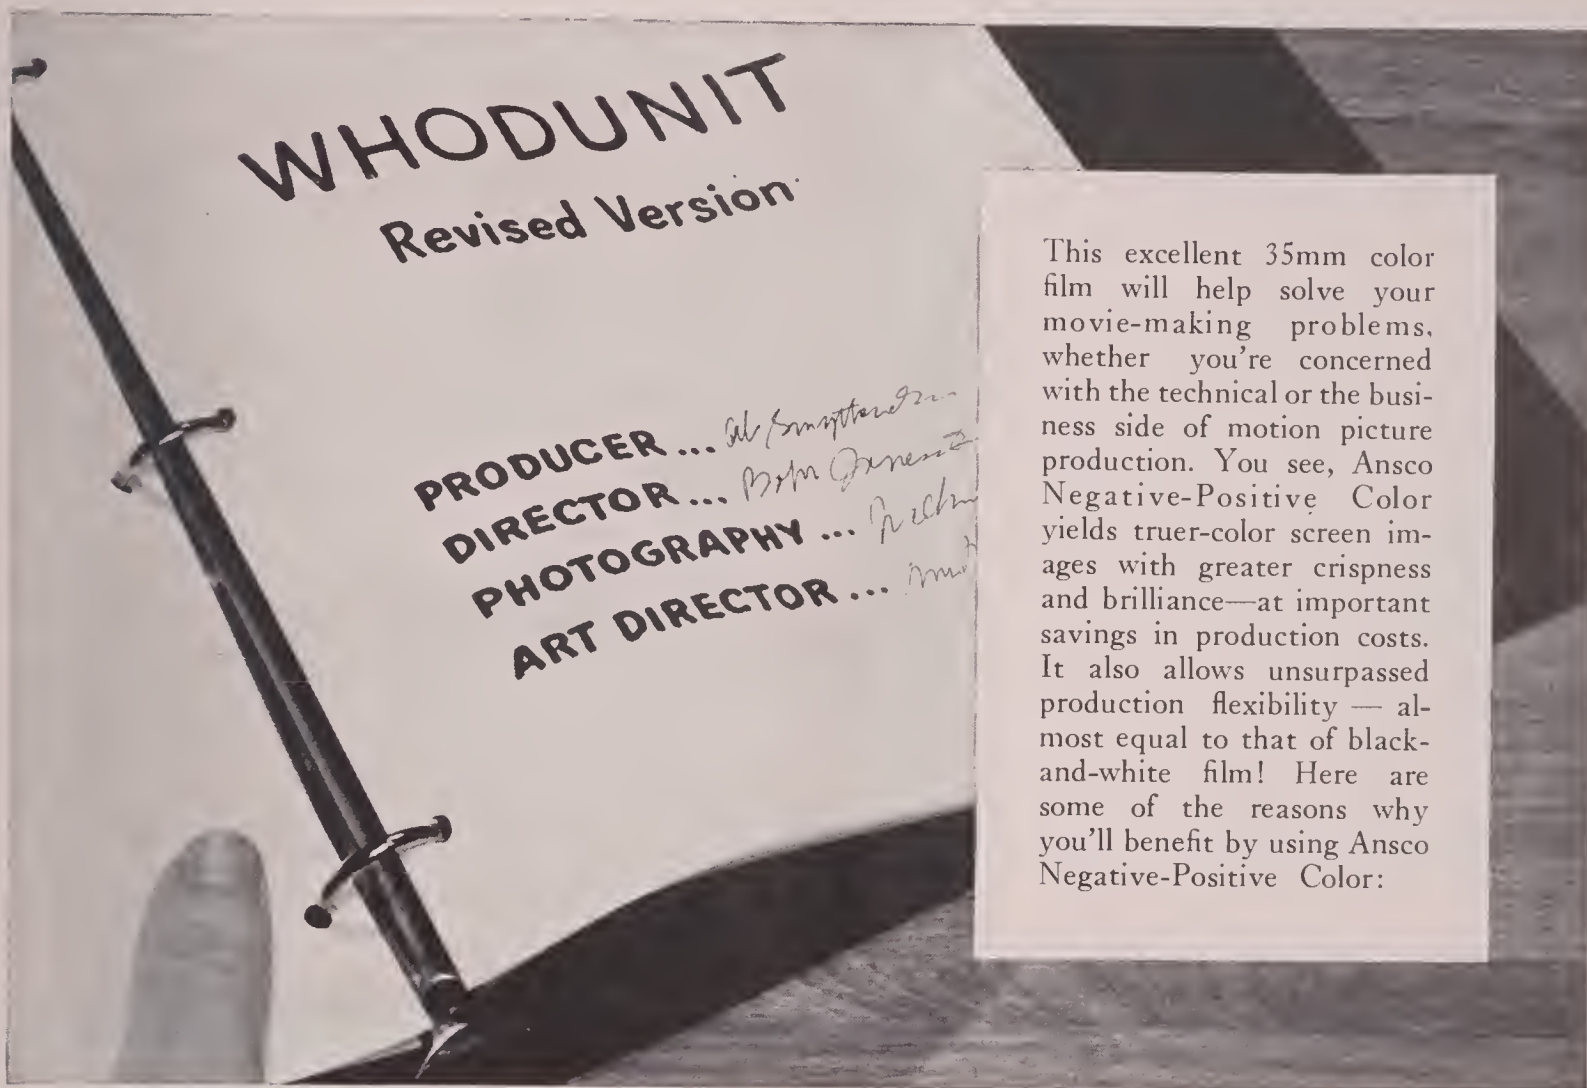 WHODUNIT
Revised Version
PRODUCER ... al
DIRECTOR ...
PHOTOGRAPHY ...
ART DIRECTOR ...
This excellent 35mm color
film will help solve your
movie-making problems,
whether you're concerned
with the technical or the busi-
ness side of motion picture
production. You see, Ansco
Negative-Positive Color
yields truer-color screen im-
ages with greater crispness
and brilliance—at important
savings in production costs.
It also allows unsurpassed
production flexibility — al-
most equal to that of black-
and-white film! Here are
some of the reasons why
you'll benefit by using Ansco
Negative-Positive Color: